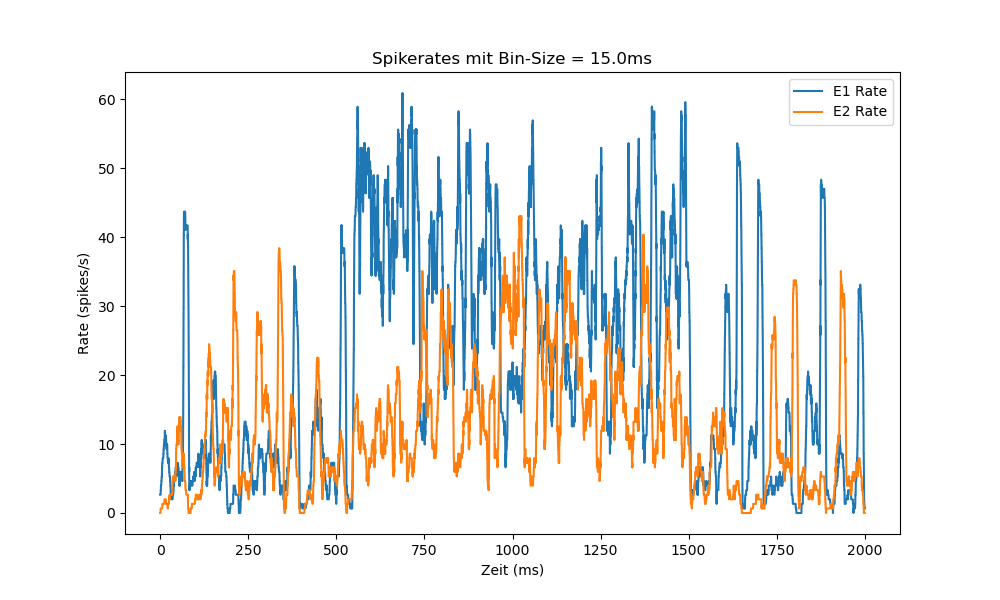 Spikerates mit Bin-Size = 15.0ms
E1 Rate
E2 Rate
60
50
40
30
20
10
0
Rate (spikes/s)
0 250 500 750 1000 1250 1500 1750 2000
Zeit (ms)